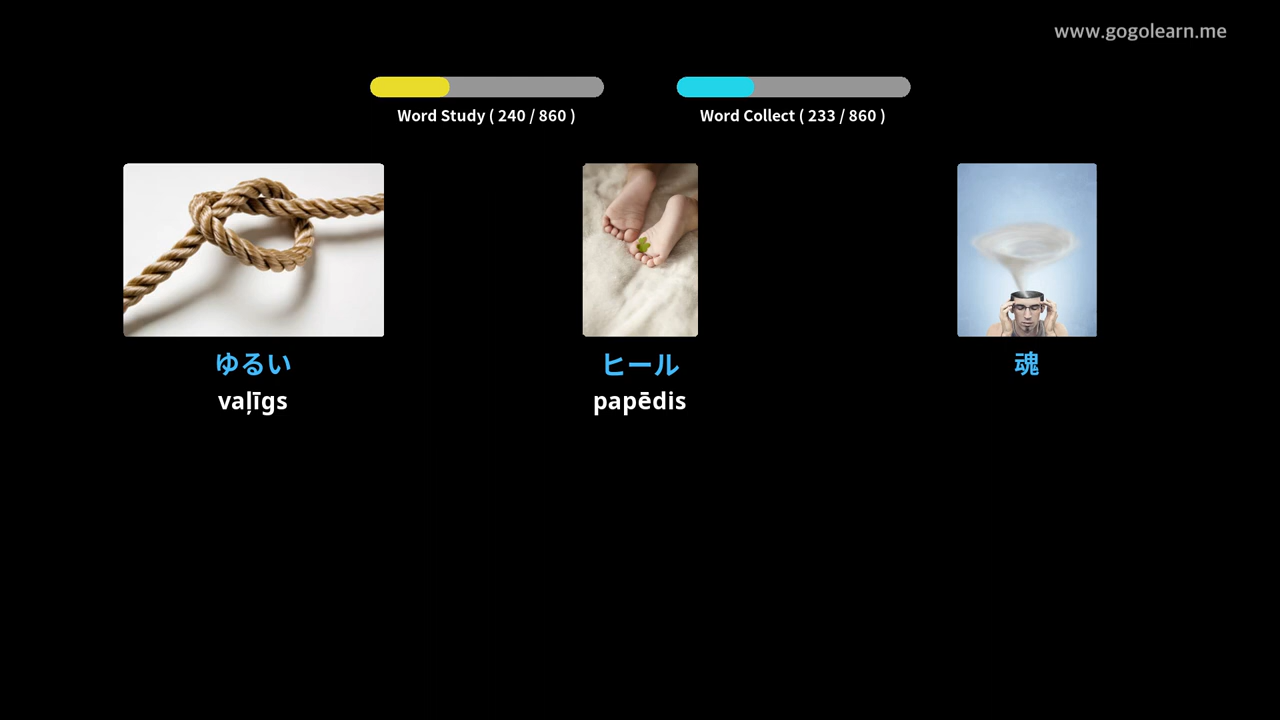 www.gogolearn.me
Word Study ( 240 / 860 )
Word Collect ( 233 / 860 )
ゆるい
vaļīgs
ヒール
papēdis
魂